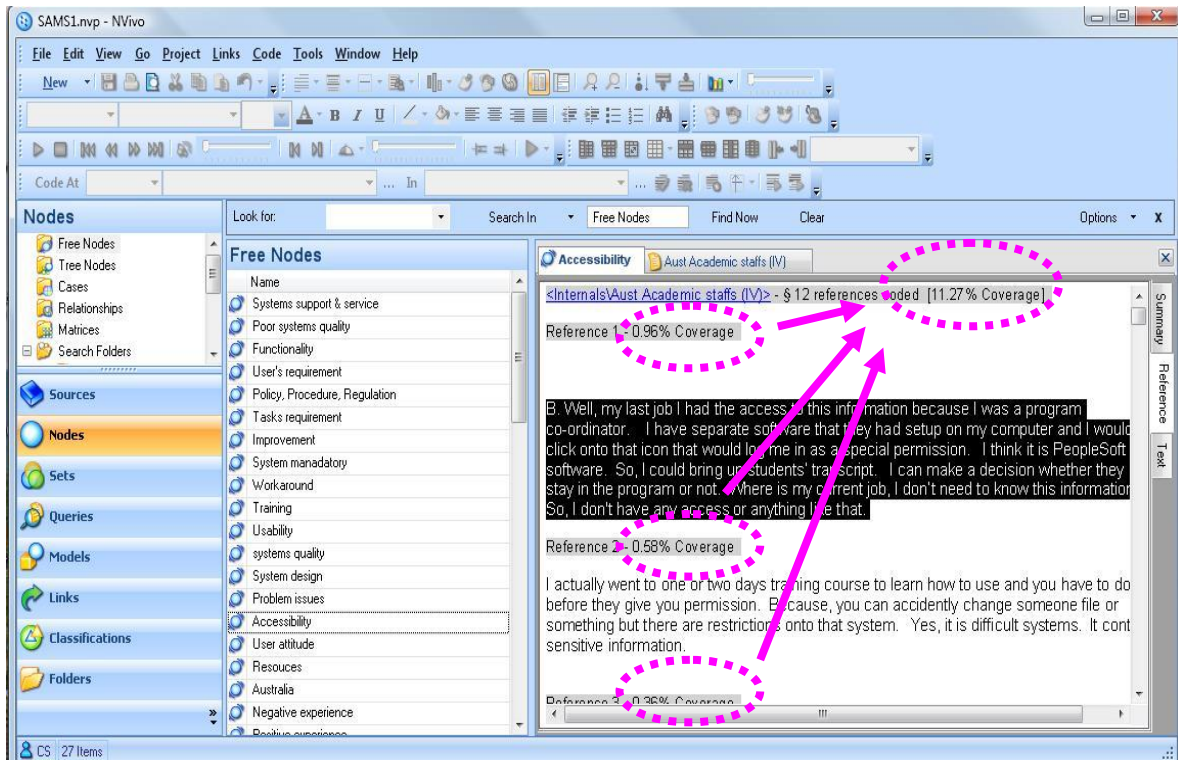 SAMS1.nvp - NVivo
File Edit View Go Project Links Code Tools Window Help
New
A B I U
Code At In
Nodes
Free Nodes
Tree Nodes
Cases
Relationships
Matrices
Search Folders
Sources
Nodes
Sets
Queries
Models
Links
Classifications
Folders
Look for: Search In Free Nodes Find Now Clear Options x
Free Nodes
Name
Systems support & service
Poor systems quality
Functionality
User's requirement
Policy, Procedure, Regulation
Tasks requirement
Improvement
System manadatory
Workaround
Training
Usability
systems quality
System design
Problem issues
Accessibility
User attitude
Resouces
Australia
Negative experience
Positive experience
Accessibility Aust Academic staffs (IV)
<Internals\Aust Academic staffs (IV)> - § 12 references coded [11.27% Coverage]
Reference 1 - 0.96% Coverage
B. Well, my last job I had the access to this information because I was a program
co-ordinator. I have separate software that they had setup on my computer and I would
click onto that icon that would log me in as a special permission. I think it is PeopleSoft
software. So, I could bring up students' transcript. I can make a decision whether they
stay in the program or not. Where is my current job, I don't need to know this information
So, I don't have any access or anything like that.
Reference 2 - 0.58% Coverage
I actually went to one or two days training course to learn how to use and you have to do
before they give you permission. Because, you can accidently change someone file or
something but there are restrictions onto that system. Yes, it is difficult systems. It cont
sensitive information.
Reference 3 - 0.36% Coverage
Summary
Reference
Text
CS 27 Items